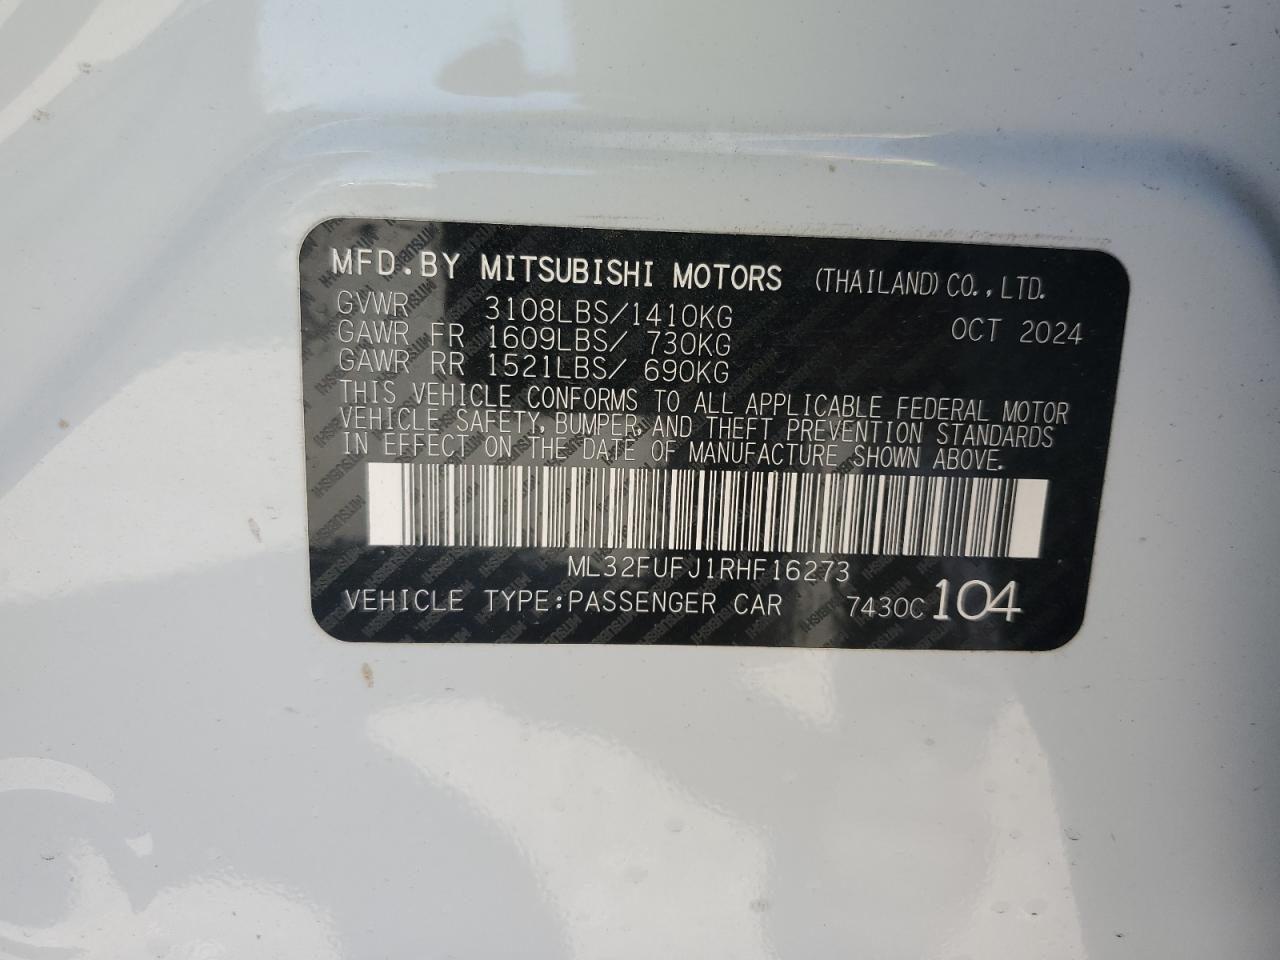 MFD.BY MITSUBISHI MOTORS (THAILAND) CO.,LTD.
GVWR 3108LBS/1410KG OCT 2024
GAWR FR 1609LBS/ 730KG
GAWR RR 1521LBS/ 690KG
THIS VEHICLE CONFORMS TO ALL APPLICABLE FEDERAL MOTOR
VEHICLE SAFETY, BUMPER, AND THEFT PREVENTION STANDARDS
IN EFFECT ON THE DATE OF MANUFACTURE SHOWN ABOVE.
ML32FUFJ1RHF16273
VEHICLE TYPE:PASSENGER CAR 7430C 104